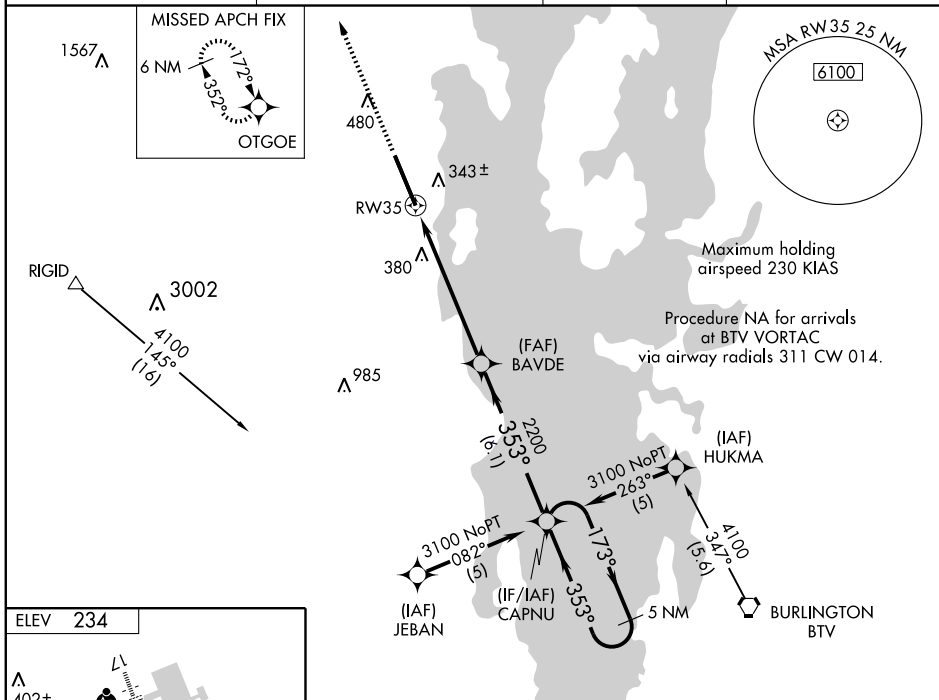 MISSED APCH FIX
6 NM
172°
352°
OTGOE
1567
480
343±
RW35
380
MSA RW35 25 NM
6100
Maximum holding
airspeed 230 KIAS
Procedure NA for arrivals
at BTV VORTAC
via airway radials 311 CW 014.
RIGID
3002
4100
145°
(16)
985
(FAF)
BAVDE
2200
353°
(6.1)
(IAF)
HUKMA
3100 NoPT
263°
(5)
4100
347°
(5.6)
3100 NoPT
082°
(5)
173°
353°
5 NM
(IAF)
JEBAN
(IF/IAF)
CAPNU
BURLINGTON
BTV
ELEV 234
17
402±